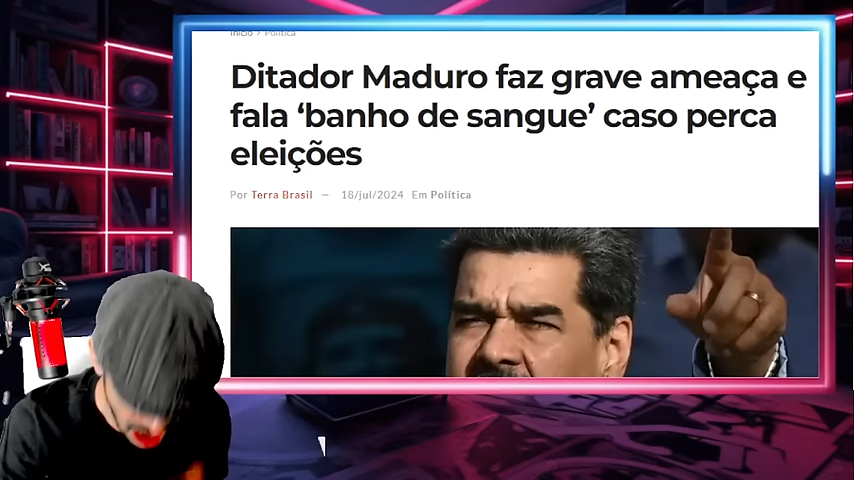 Início > Política
Ditador Maduro faz grave ameaça e
fala ‘banho de sangue’ caso perca
eleições
Por Terra Brasil — 18/jul/2024 Em Política